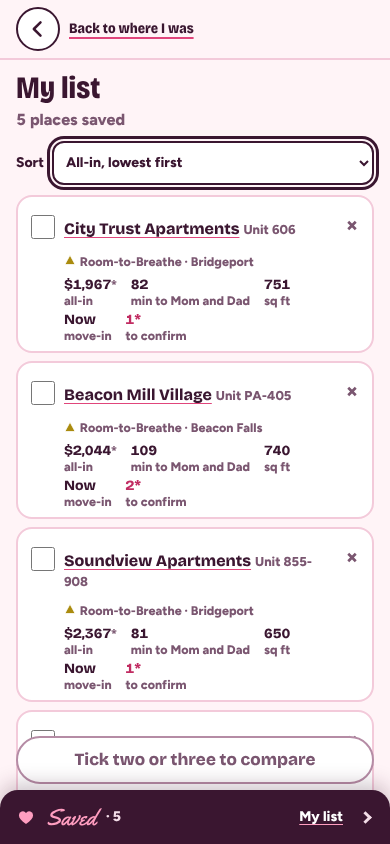 Back to where I was
My list
5 places saved
Sort All-in, lowest first
City Trust Apartments Unit 606 ×
Room-to-Breathe · Bridgeport
$1,967* 82 751
all-in min to Mom and Dad sq ft
Now 1*
move-in to confirm
Beacon Mill Village Unit PA-405 ×
Room-to-Breathe · Beacon Falls
$2,044* 109 740
all-in min to Mom and Dad sq ft
Now 2*
move-in to confirm
Soundview Apartments Unit 855-
908 ×
Room-to-Breathe · Bridgeport
$2,367* 81 650
all-in min to Mom and Dad sq ft
Now 1*
move-in to confirm
Tick two or three to compare
Saved · 5 My list